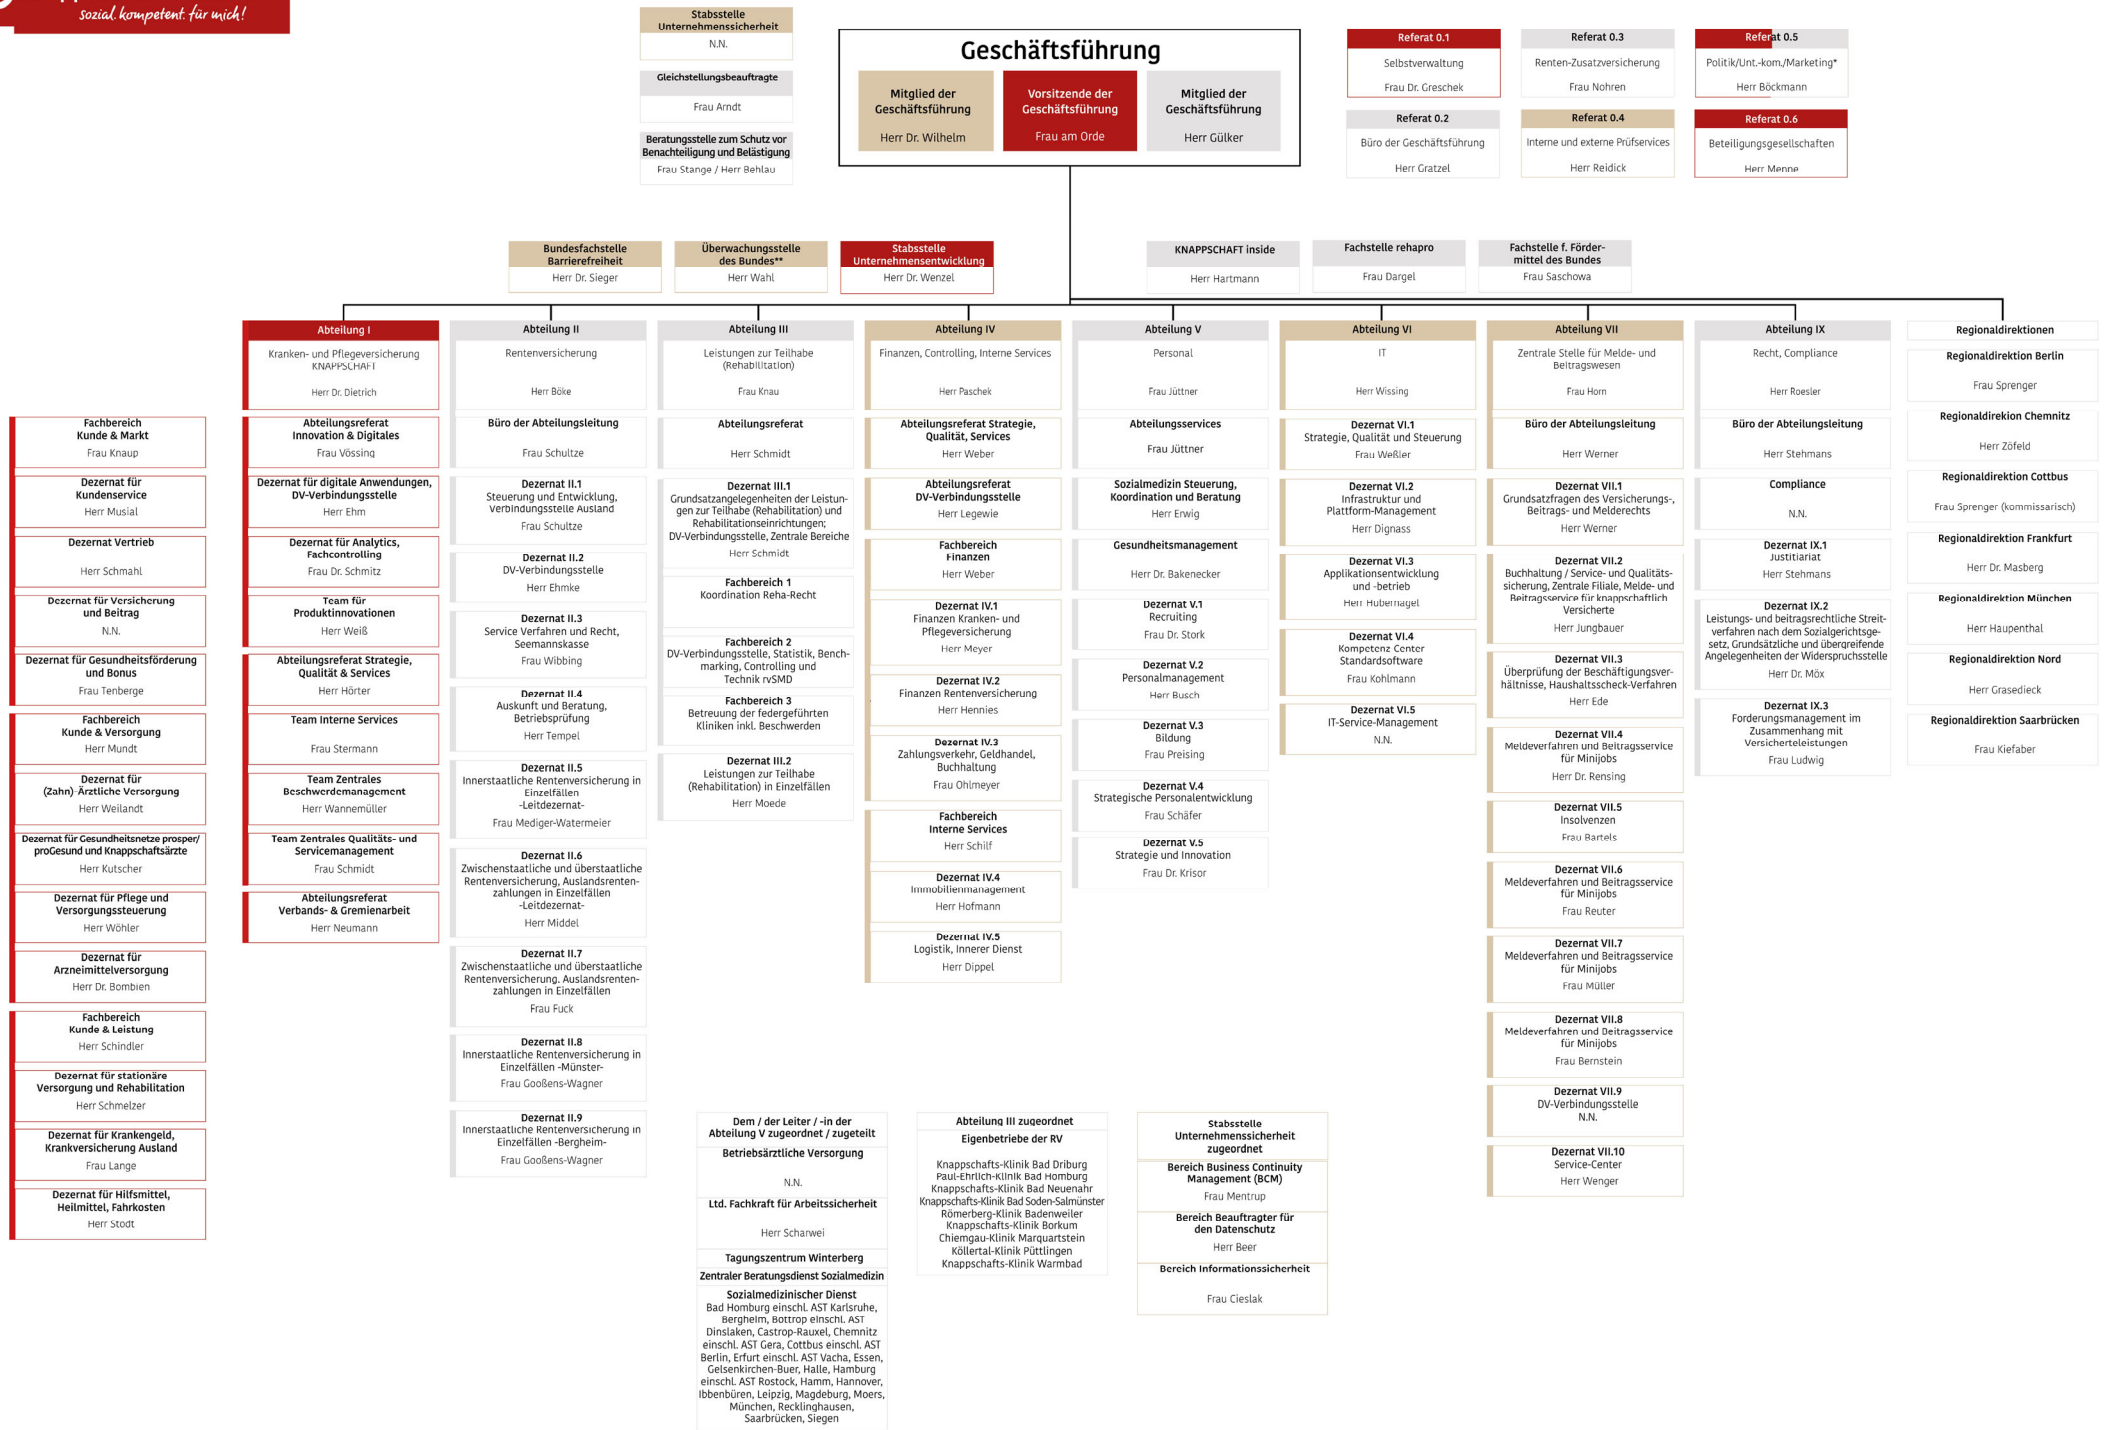 sozial. kompetent. für mich!
Stabsstelle
Unternehmenssicherheit
N.N.
Gleichstellungsbeauftragte
Frau Arndt
Beratungsstelle zum Schutz vor
Benachteiligung und Belästigung
Frau Stange / Herr Behlau
Geschäftsführung
Mitglied der
Geschäftsführung
Herr Dr. Wilhelm
Vorsitzende der
Geschäftsführung
Frau am Orde
Mitglied der
Geschäftsführung
Herr Gülker
Referat 0.1
Selbstverwaltung
Frau Dr. Greschek
Referat 0.3
Renten-Zusatzversicherung
Frau Nohren
Referat 0.5
Politik/Unt.-kom./Marketing*
Herr Böckmann
Referat 0.2
Büro der Geschäftsführung
Herr Gratzel
Referat 0.4
Interne und externe Prüfservices
Herr Reidick
Referat 0.6
Beteiligungsgesellschaften
Herr Menne
Bundesfachstelle
Barrierefreiheit
Herr Dr. Sieger
Überwachungsstelle
des Bundes**
Herr Wahl
Stabsstelle
Unternehmensentwicklung
Herr Dr. Wenzel
KNAPPSCHAFT inside
Herr Hartmann
Fachstelle rehapro
Frau Dargel
Fachstelle f. Förder-
mittel des Bundes
Frau Saschowa
Fachbereich
Kunde & Markt
Frau Knaup
Dezernat für
Kundenservice
Herr Musial
Dezernat Vertrieb
Herr Schmahl
Dezernat für Versicherung
und Beitrag
N.N.
Dezernat für Gesundheitsförderung
und Bonus
Frau Tenberge
Fachbereich
Kunde & Versorgung
Herr Mundt
Dezernat für
(Zahn)-Ärztliche Versorgung
Herr Weilandt
Dezernat für Gesundheitsnetze prosper/
proGesund und Knappschaftsärzte
Herr Kutscher
Dezernat für Pflege und
Versorgungssteuerung
Herr Wöhler
Dezernat für
Arzneimittelversorgung
Herr Dr. Bombien
Fachbereich
Kunde & Leistung
Herr Schindler
Dezernat für stationäre
Versorgung und Rehabilitation
Herr Schmelzer
Dezernat für Krankengeld,
Krankversicherung Ausland
Frau Lange
Dezernat für Hilfsmittel,
Heilmittel, Fahrkosten
Herr Stodt
Abteilung I
Kranken- und Pflegeversicherung
KNAPPSCHAFT
Herr Dr. Dietrich
Abteilungsreferat
Innovation & Digitales
Frau Vössing
Dezernat für digitale Anwendungen,
DV-Verbindungsstelle
Herr Ehm
Dezernat für Analytics,
Fachcontrolling
Frau Dr. Schmitz
Team für
Produktinnovationen
Herr Weiß
Abteilungsreferat Strategie,
Qualität & Services
Herr Hörter
Team Interne Services
Frau Stermann
Team Zentrales
Beschwerdemanagement
Herr Wannemüller
Team Zentrales Qualitäts- und
Servicemanagement
Frau Schmidt
Abteilungsreferat
Verbands- & Gremienarbeit
Herr Neumann
Abteilung II
Rentenversicherung
Herr Böke
Büro der Abteilungsleitung
Frau Schultze
Dezernat II.1
Steuerung und Entwicklung,
Verbindungsstelle Ausland
Frau Schultze
Dezernat II.2
DV-Verbindungsstelle
Herr Ehmke
Dezernat II.3
Service Verfahren und Recht,
Seemannskasse
Frau Wibbing
Dezernat II.4
Auskunft und Beratung,
Betriebsprüfung
Herr Tempel
Dezernat II.5
Innerstaatliche Rentenversicherung in
Einzelfällen
-Leitdezernat-
Frau Mediger-Watermeier
Dezernat II.6
Zwischenstaatliche und überstaatliche
Rentenversicherung, Auslandsrenten-
zahlungen in Einzelfällen
-Leitdezernat-
Herr Middel
Dezernat II.7
Zwischenstaatliche und überstaatliche
Rentenversicherung, Auslandsrenten-
zahlungen in Einzelfällen
Frau Fuck
Dezernat II.8
Innerstaatliche Rentenversicherung in
Einzelfällen -Münster-
Frau Gooßens-Wagner
Dezernat II.9
Innerstaatliche Rentenversicherung in
Einzelfällen -Bergheim-
Frau Gooßens-Wagner
Abteilung III
Leistungen zur Teilhabe
(Rehabilitation)
Frau Knau
Abteilungsreferat
Herr Schmidt
Dezernat III.1
Grundsatzangelegenheiten der Leistun-
gen zur Teilhabe (Rehabilitation) und
Rehabilitationseinrichtungen;
DV-Verbindungsstelle, Zentrale Bereiche
Herr Schmidt
Fachbereich 1
Koordination Reha-Recht
Fachbereich 2
DV-Verbindungsstelle, Statistik, Bench-
marking, Controlling und
Technik rvSMD
Fachbereich 3
Betreuung der federgeführten
Kliniken inkl. Beschwerden
Dezernat III.2
Leistungen zur Teilhabe
(Rehabilitation) in Einzelfällen
Herr Moede
Abteilung IV
Finanzen, Controlling, Interne Services
Herr Paschek
Abteilungsreferat Strategie,
Qualität, Services
Herr Weber
Abteilungsreferat
DV-Verbindungsstelle
Herr Legewie
Fachbereich
Finanzen
Herr Weber
Dezernat IV.1
Finanzen Kranken- und
Pflegeversicherung
Herr Meyer
Dezernat IV.2
Finanzen Rentenversicherung
Herr Hennies
Dezernat IV.3
Zahlungsverkehr, Geldhandel,
Buchhaltung
Frau Ohlmeyer
Fachbereich
Interne Services
Herr Schilf
Dezernat IV.4
Immobilienmanagement
Herr Hofmann
Dezernat IV.5
Logistik, Innerer Dienst
Herr Dippel
Abteilung V
Personal
Frau Jüttner
Abteilungsservices
Frau Jüttner
Sozialmedizin Steuerung,
Koordination und Beratung
Herr Erwig
Gesundheitsmanagement
Herr Dr. Bakenecker
Dezernat V.1
Recruiting
Frau Dr. Stork
Dezernat V.2
Personalmanagement
Herr Busch
Dezernat V.3
Bildung
Frau Preising
Dezernat V.4
Strategische Personalentwicklung
Frau Schäfer
Dezernat V.5
Strategie und Innovation
Frau Dr. Krisor
Abteilung VI
IT
Herr Wissing
Dezernat VI.1
Strategie, Qualität und Steuerung
Frau Weßler
Dezernat VI.2
Infrastruktur und
Plattform-Management
Herr Dignass
Dezernat VI.3
Applikationsentwicklung
und -betrieb
Herr Hubernagel
Dezernat VI.4
Kompetenz Center
Standardsoftware
Frau Kohlmann
Dezernat VI.5
IT-Service-Management
N.N.
Abteilung VII
Zentrale Stelle für Melde- und
Beitragswesen
Frau Horn
Büro der Abteilungsleitung
Herr Werner
Dezernat VII.1
Grundsatzfragen des Versicherungs-,
Beitrags- und Melderechts
Herr Werner
Dezernat VII.2
Buchhaltung / Service- und Qualitäts-
sicherung, Zentrale Filiale, Melde- und
Beitragsservice für knappschaftlich
Versicherte
Herr Jungbauer
Dezernat VII.3
Überprüfung der Beschäftigungsver-
hältnisse, Haushaltsscheck-Verfahren
Herr Ede
Dezernat VII.4
Meldeverfahren und Beitragsservice
für Minijobs
Herr Dr. Rensing
Dezernat VII.5
Insolvenzen
Frau Bartels
Dezernat VII.6
Meldeverfahren und Beitragsservice
für Minijobs
Frau Reuter
Dezernat VII.7
Meldeverfahren und Beitragsservice
für Minijobs
Frau Müller
Dezernat VII.8
Meldeverfahren und Beitragsservice
für Minijobs
Frau Bernstein
Dezernat VII.9
DV-Verbindungsstelle
N.N.
Dezernat VII.10
Service-Center
Herr Wenger
Abteilung IX
Recht, Compliance
Herr Roesler
Büro der Abteilungsleitung
Herr Stehmans
Compliance
N.N.
Dezernat IX.1
Justitiariat
Herr Stehmans
Dezernat IX.2
Leistungs- und beitragsrechtliche Streit-
verfahren nach dem Sozialgerichtsge-
setz, Grundsätzliche und übergreifende
Angelegenheiten der Widerspruchsstelle
Herr Dr. Möx
Dezernat IX.3
Forderungsmanagement im
Zusammenhang mit
Versicherteleistungen
Frau Ludwig
Regionaldirektionen
Regionaldirektion Berlin
Frau Sprenger
Regionaldirekion Chemnitz
Herr Zöfeld
Regionaldirektion Cottbus
Frau Sprenger (kommissarisch)
Regionaldirektion Frankfurt
Herr Dr. Masberg
Regionaldirektion München
Herr Haupenthal
Regionaldirektion Nord
Herr Grasedieck
Regionaldirektion Saarbrücken
Frau Kiefaber
Dem / der Leiter / -in der
Abteilung V zugeordnet / zugeteilt
Betriebsärztliche Versorgung
N.N.
Ltd. Fachkraft für Arbeitssicherheit
Herr Scharwei
Tagungszentrum Winterberg
Zentraler Beratungsdienst Sozialmedizin
Sozialmedizinischer Dienst
Bad Homburg einschl. AST Karlsruhe,
Bergheim, Bottrop einschl. AST
Dinslaken, Castrop-Rauxel, Chemnitz
einschl. AST Gera, Cottbus einschl. AST
Berlin, Erfurt einschl. AST Vacha, Essen,
Gelsenkirchen-Buer, Halle, Hamburg
einschl. AST Rostock, Hamm, Hannover,
Ibbenbüren, Leipzig, Magdeburg, Moers,
München, Recklinghausen,
Saarbrücken, Siegen
Abteilung III zugeordnet
Eigenbetriebe der RV
Knappschafts-Klinik Bad Driburg
Paul-Ehrlich-Klinik Bad Homburg
Knappschafts-Klinik Bad Neuenahr
Knappschafts-Klinik Bad Soden-Salmünster
Römerberg-Klinik Badenweiler
Knappschafts-Klinik Borkum
Chiemgau-Klinik Marquartstein
Köllertal-Klinik Püttlingen
Knappschafts-Klinik Warmbad
Stabsstelle
Unternehmenssicherheit
zugeordnet
Bereich Business Continuity
Management (BCM)
Frau Mentrup
Bereich Beauftragter für
den Datenschutz
Herr Beer
Bereich Informationssicherheit
Frau Cieslak